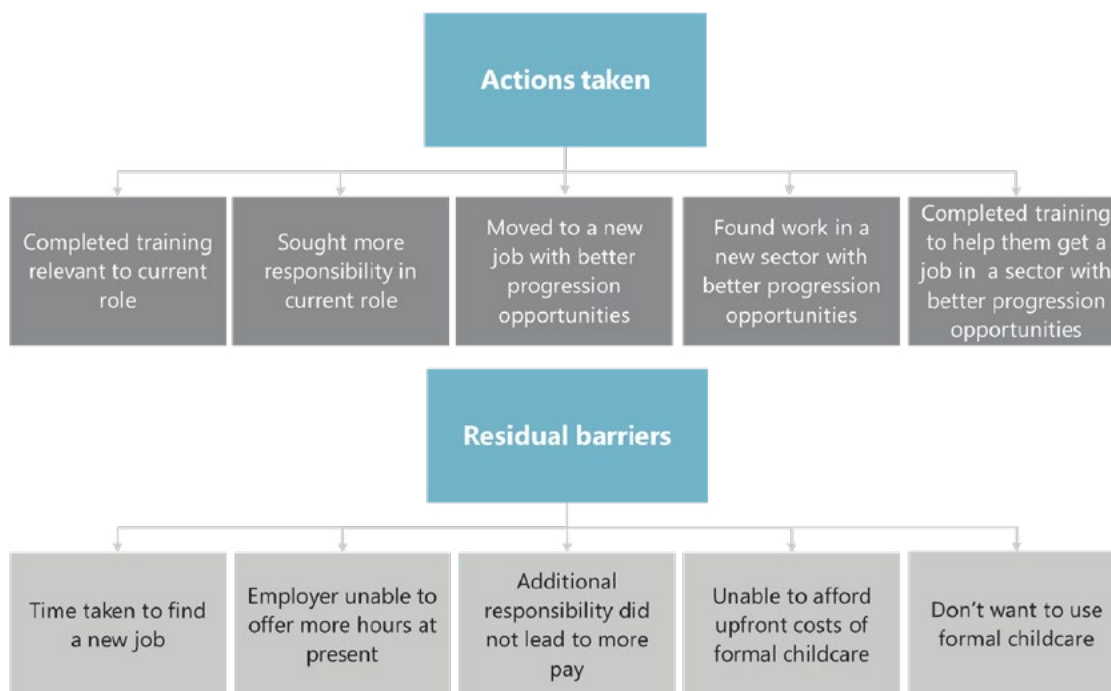 Actions taken
Completed training
relevant to current
role
Sought more
responsibility in
current role
Moved to a new
job with better
progression
opportunities
Found work in a
new sector with
better progression
opportunities
Completed training
to help them get a
job in a sector with
better progression
opportunities
Residual barriers
Time taken to find
a new job
Employer unable to
offer more hours at
present
Additional
responsibility did
not lead to more
pay
Unable to afford
upfront costs of
formal childcare
Don't want to use
formal childcare